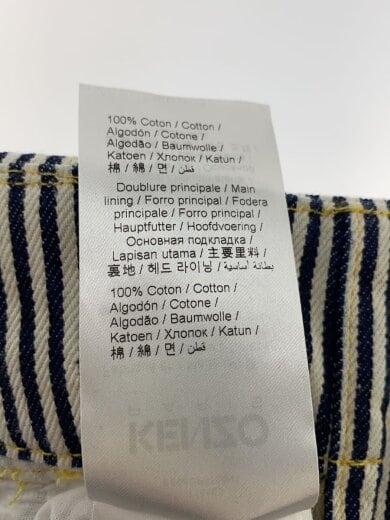 100% Coton / Cotton /
Algodón / Cotone /
Algodão / Baumwolle /
Katoen / Хлопок / Katun /
棉 / 綿 / 면 / قطن /
Doublure principale / Main
lining / Forro principal / Fodera
principale / Forro principal /
Hauptfutter / Hoofdvoering /
Основная подкладка /
Lapisan utama / 主要里料 /
裏地 / 헤드 라이닝 / بطانة أساسية /
100% Coton / Cotton /
Algodón / Cotone /
Algodão / Baumwolle /
Katoen / Хлопок / Katun /
棉 / 綿 / 면 / قطن /
KENZO